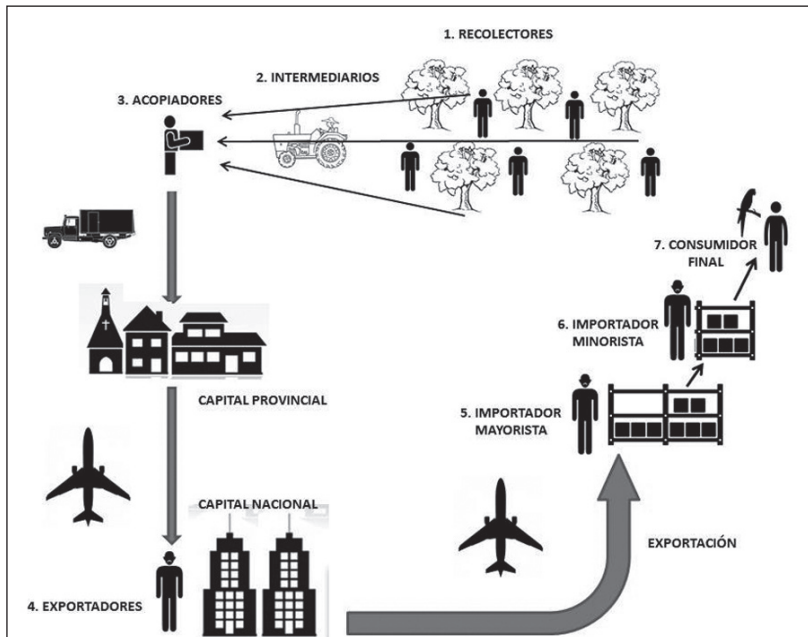 1. RECOLECTORES
2. INTERMEDIARIOS
3. ACOPIADORES
7. CONSUMIDOR
FINAL
6. IMPORTADOR
MINORISTA
CAPITAL PROVINCIAL
5. IMPORTADOR
MAYORISTA
CAPITAL NACIONAL
EXPORTACIÓN
4. EXPORTADORES